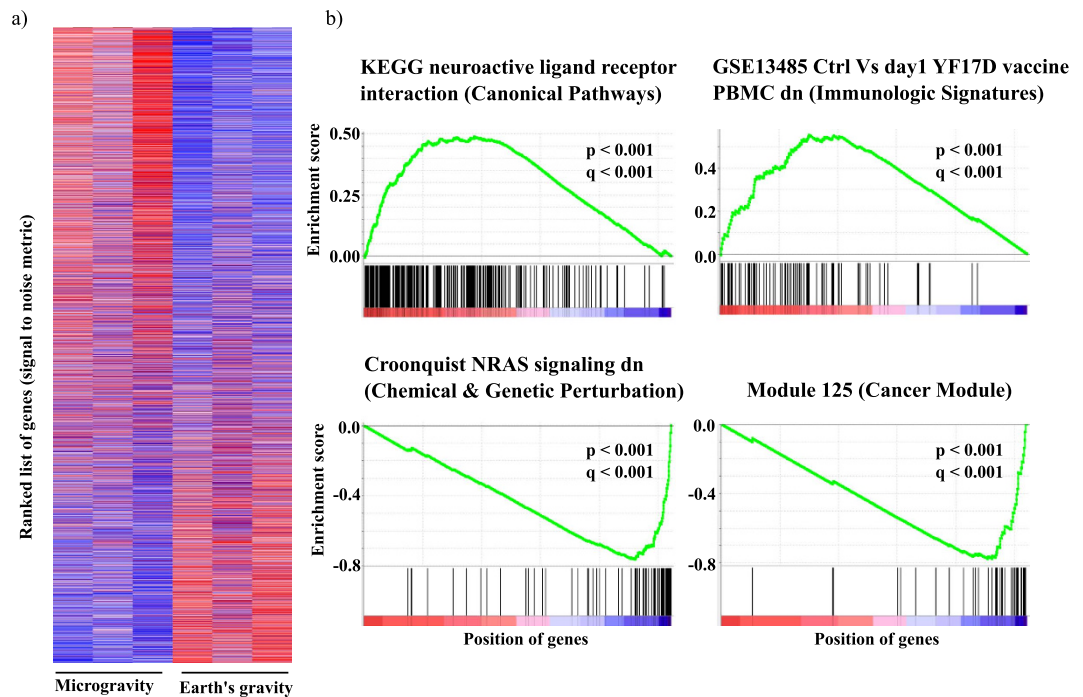 a)
b)
Ranked list of genes (signal to noise metric)
Microgravity
Earth's gravity
KEGG neuroactive ligand receptor
interaction (Canonical Pathways)
Enrichment score
0.50
0.25
0.00
p < 0.001
q < 0.001
GSE13485 Ctrl Vs day1 YF17D vaccine
PBMC dn (Immunologic Signatures)
0.4
0.2
0.0
p < 0.001
q < 0.001
Croonquist NRAS signaling dn
(Chemical & Genetic Perturbation)
Enrichment score
0.0
-0.4
-0.8
p < 0.001
q < 0.001
Position of genes
Module 125 (Cancer Module)
0.0
-0.4
-0.8
p < 0.001
q < 0.001
Position of genes